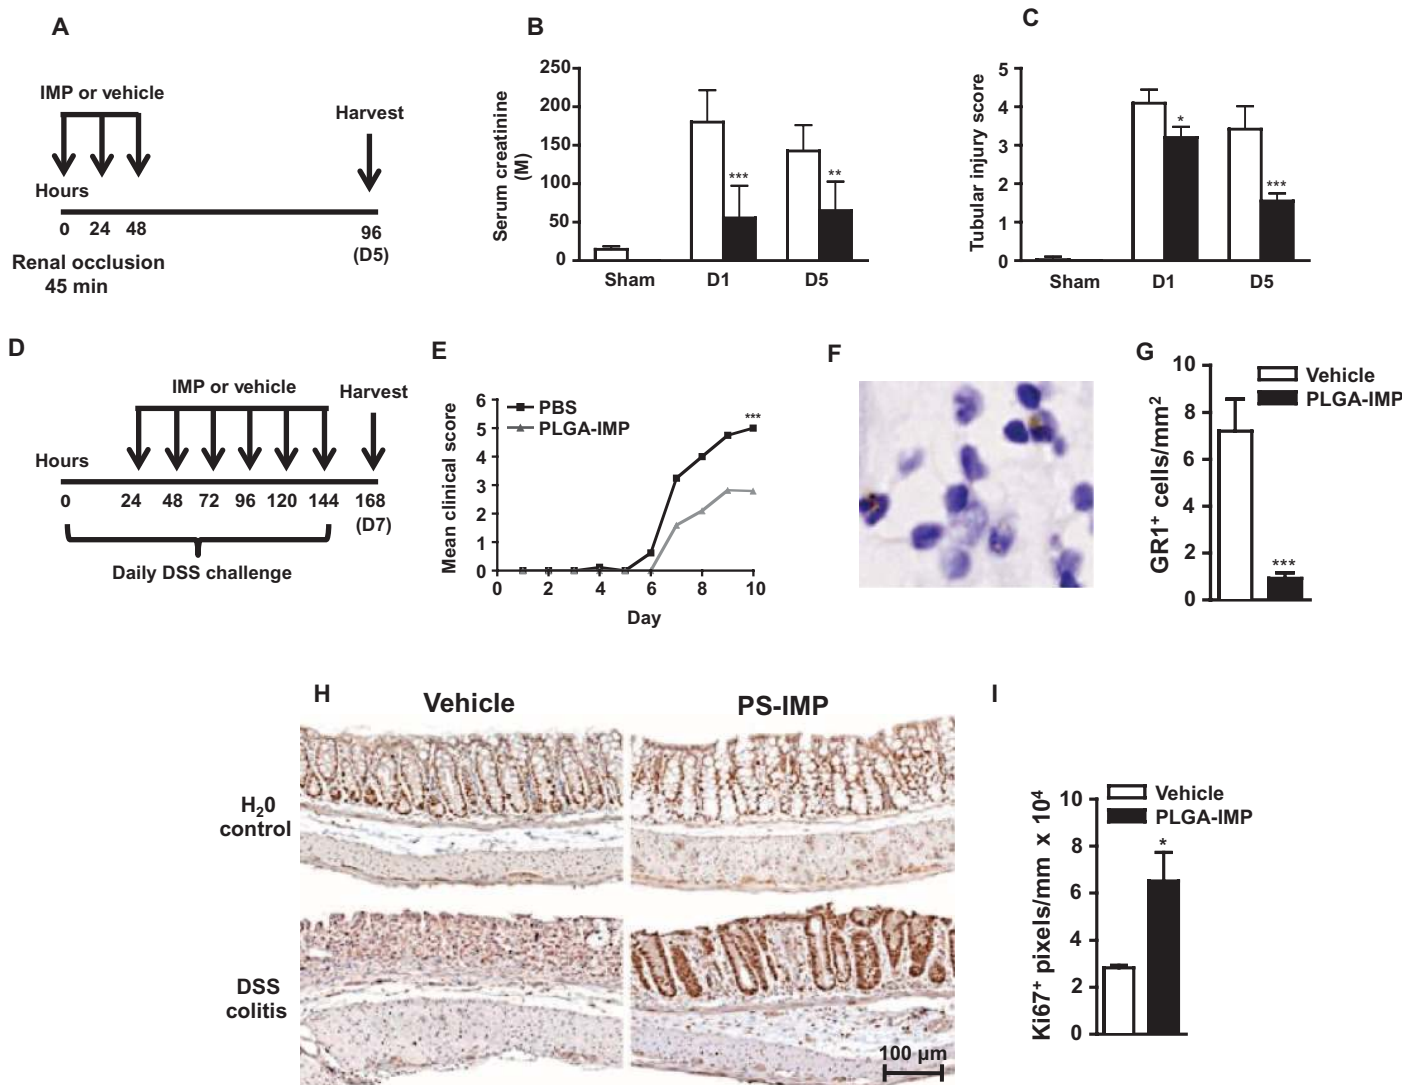 A
IMP or vehicle
Harvest
Hours
0 24 48 96
(D5)
Renal occlusion
45 min
B
Serum creatinine
(M)
250
200
150
100
50
0
***
**
Sham D1 D5
C
Tubular injury score
5
4
3
2
1
0
*
***
Sham D1 D5
D
IMP or vehicle
Harvest
Hours
0 24 48 72 96 120 144 168
(D7)
Daily DSS challenge
E
Mean clinical score
6
5
4
3
2
1
0
PBS
PLGA-IMP
***
0 2 4 6 8 10
Day
F
G
GR1+ cells/mm2
10
8
6
4
2
0
Vehicle
PLGA-IMP
***
H
Vehicle PS-IMP
H20
control
DSS
colitis
100 µm
I
Ki67+ pixels/mm x 104
10
8
6
4
2
0
Vehicle
PLGA-IMP
*